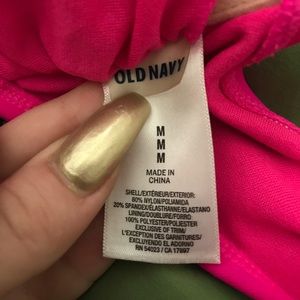 OLD NAVY
M
M
M
MADE IN
CHINA
SHELL/EXTÉRIEUR/EXTERIOR:
80% NYLON/POLIAMIDA
20% SPANDEX/ÉLASTHANNE/ELASTANO
LINING/DOUBLURE/FORRO
100% POLYESTER/POLIÉSTER
EXCLUSIVE OF TRIM/
L'EXCEPTION DES GARNITURES/
EXCLUYENDO EL ADORNO
RN 54023 / CA 17897